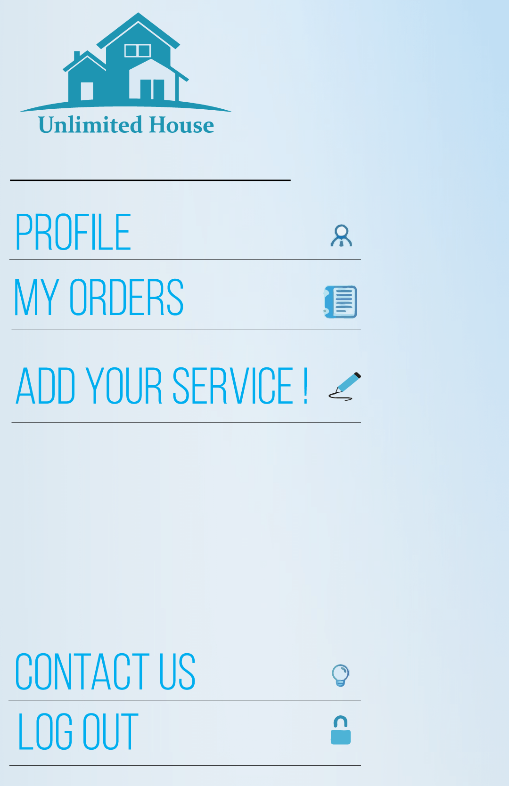 Unlimited House
PROFILE
MY ORDERS
ADD YOUR SERVICE !
CONTACT US
LOG OUT